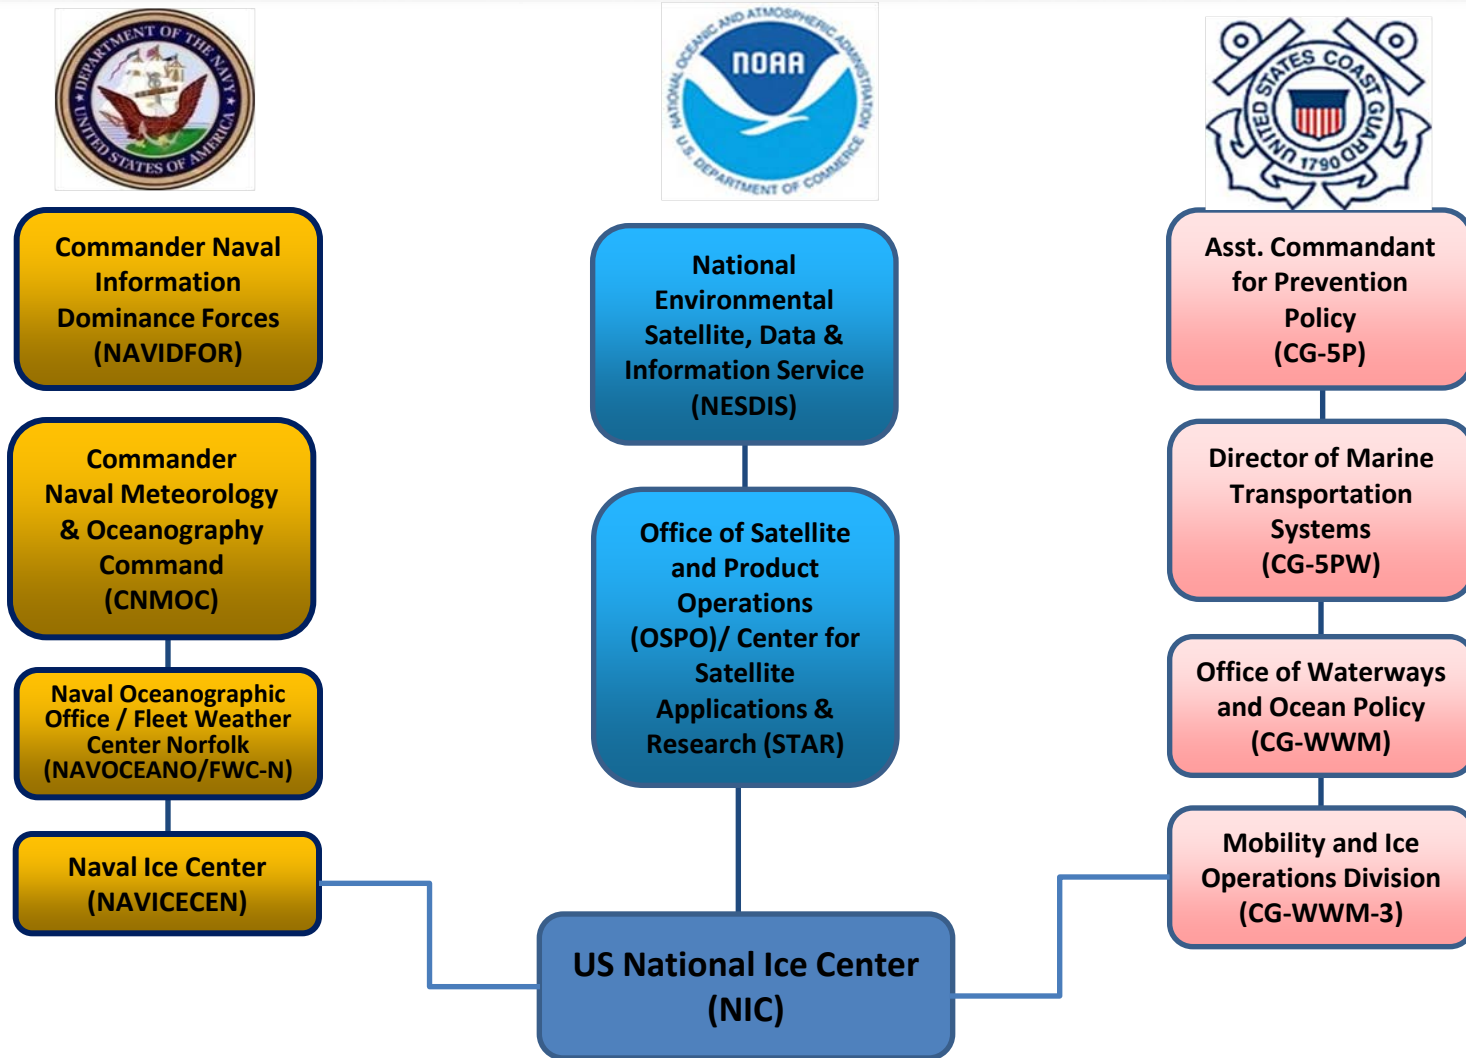 DEPARTMENT OF THE NAVY
UNITED STATES OF AMERICA
NATIONAL OCEANIC AND ATMOSPHERIC ADMINISTRATION
NOAA
U.S. DEPARTMENT OF COMMERCE
UNITED STATES COAST GUARD
1790
Commander Naval
Information
Dominance Forces
(NAVIDFOR)
Commander
Naval Meteorology
& Oceanography
Command
(CNMOC)
Naval Oceanographic
Office / Fleet Weather
Center Norfolk
(NAVOCEANO/FWC-N)
Naval Ice Center
(NAVICECEN)
National
Environmental
Satellite, Data &
Information Service
(NESDIS)
Office of Satellite
and Product
Operations
(OSPO)/ Center for
Satellite
Applications &
Research (STAR)
Asst. Commandant
for Prevention
Policy
(CG-5P)
Director of Marine
Transportation
Systems
(CG-5PW)
Office of Waterways
and Ocean Policy
(CG-WWM)
Mobility and Ice
Operations Division
(CG-WWM-3)
US National Ice Center
(NIC)